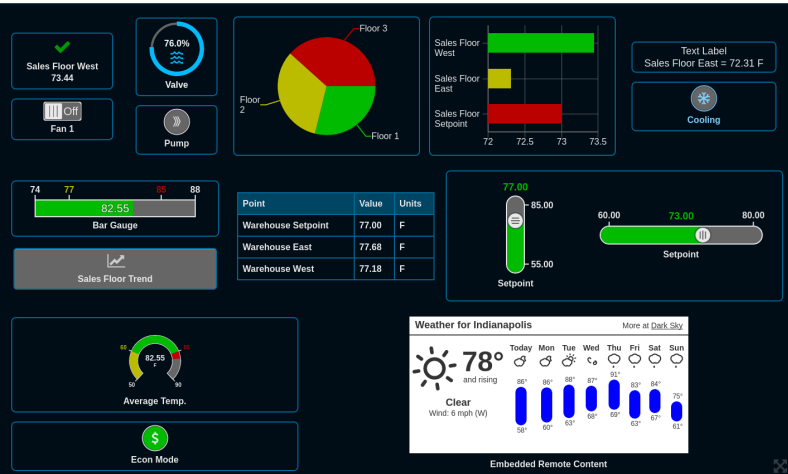 Sales Floor West
73.44
Off
Fan 1
76.0%
Valve
Pump
Floor 3
Floor
2
Floor 1
Sales Floor
West
Sales Floor
East
Sales Floor
Setpoint
72 72.5 73 73.5
Text Label
Sales Floor East = 72.31 F
Cooling
74 77 85 88
82.55
Bar Gauge
Sales Floor Trend
Point Value Units
Warehouse Setpoint 77.00 F
Warehouse East 77.68 F
Warehouse West 77.18 F
77.00
85.00
55.00
Setpoint
60.00 73.00 80.00
Setpoint
60
82.55
F
50 90
Average Temp.
$
Econ Mode
Weather for Indianapolis More at Dark Sky
78°
and rising
Clear
Wind: 6 mph (W)
Today Mon Tue Wed Thu Fri Sat Sun
86° 86° 88° 87° 91° 83° 84° 75°
58° 60° 63° 68° 69° 63° 67° 61°
Embedded Remote Content